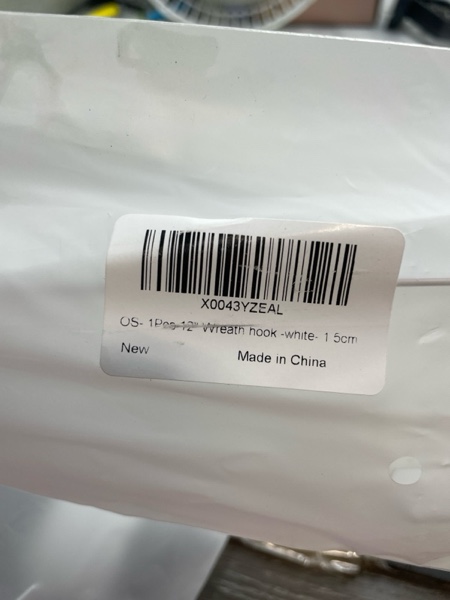 X0043YZEAL
OS- 1Pcs 12" Wreath hook -white- 1 5cm
New
Made in China